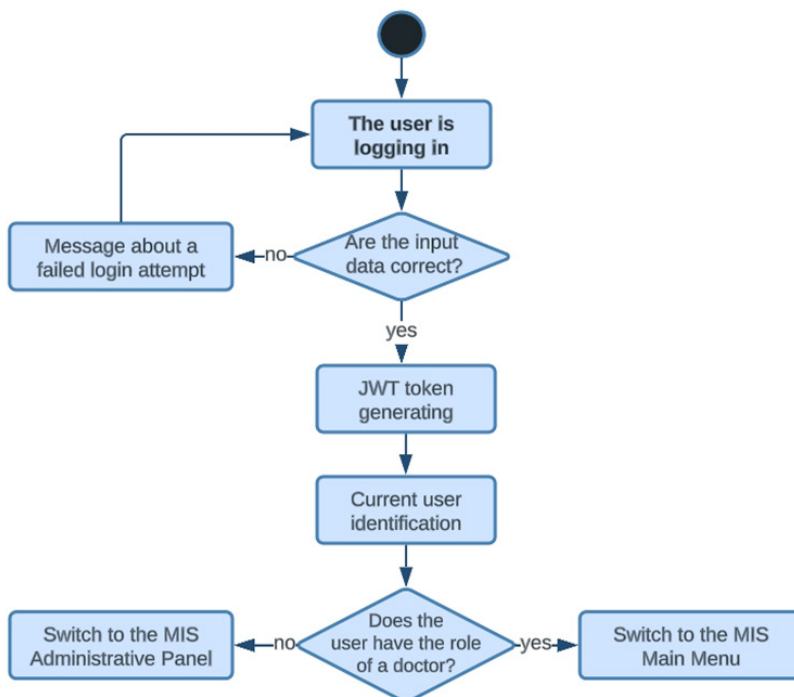 The user is
logging in
Message about a
failed login attempt
no
Are the input
data correct?
yes
JWT token
generating
Current user
identification
Switch to the MIS
Administrative Panel
no
Does the
user have the role
of a doctor?
yes
Switch to the MIS
Main Menu